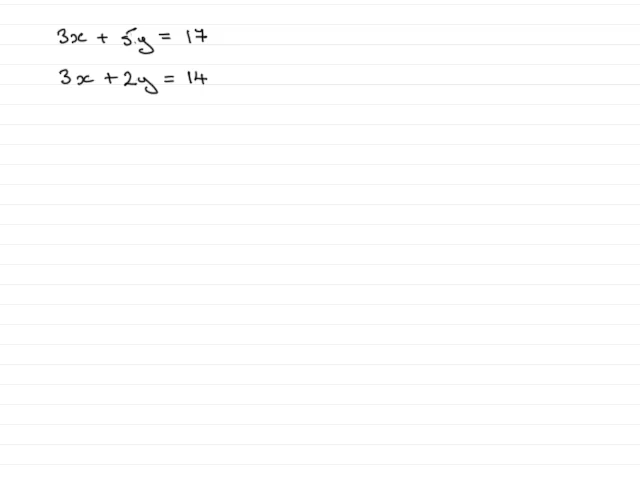 3x + 5y = 17
3x + 2y = 14